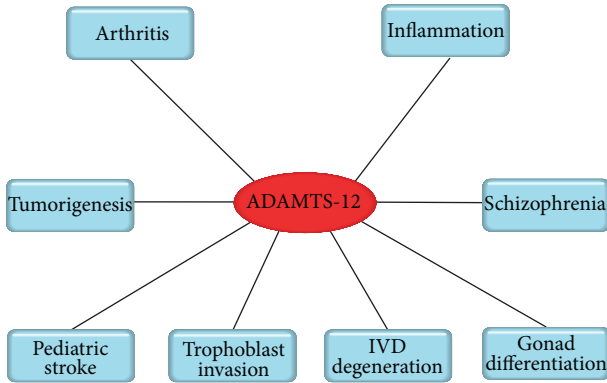 Arthritis
Inflammation
Tumorigenesis
ADAMTS-12
Schizophrenia
Pediatric
stroke
Trophoblast
invasion
IVD
degeneration
Gonad
differentiation